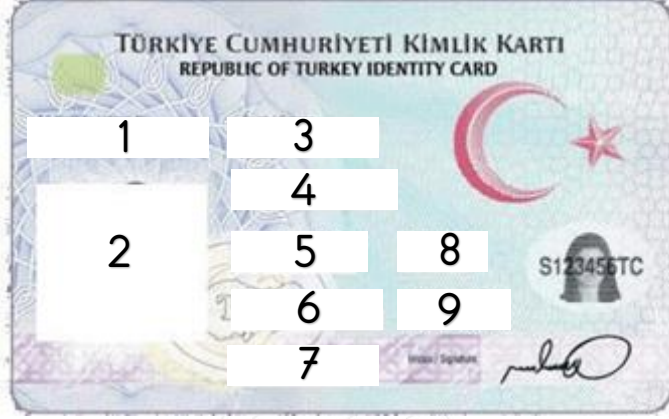 TÜRKİYE CUMHURİYETİ KİMLİK KARTI
REPUBLIC OF TURKEY IDENTITY CARD
1 3
4
2 5 8
S123456TC
6 9
7
İmzası / Signature